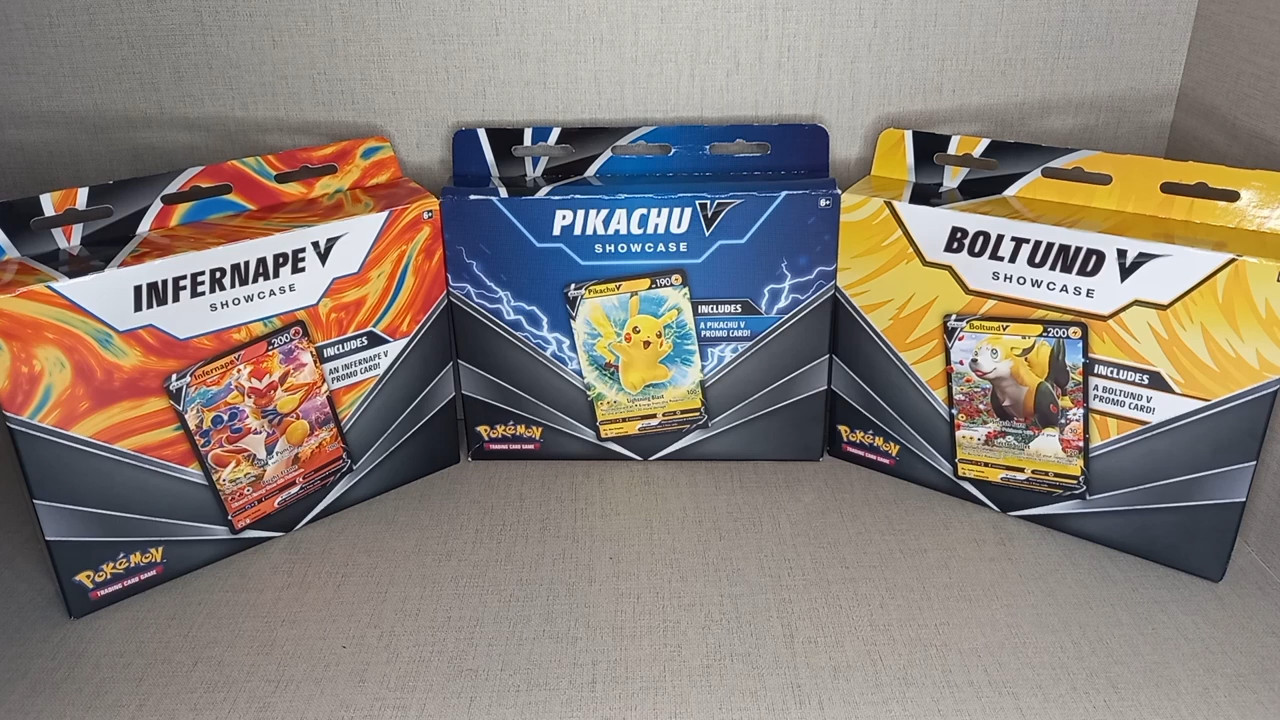 INFERNAPE V
SHOWCASE
6+
Infernape V
200
INCLUDES
AN INFERNAPE V
PROMO CARD!
POKÉMON
TRADING CARD GAME
PIKACHU V
SHOWCASE
6+
Pikachu V
190
INCLUDES
A PIKACHU V
PROMO CARD!
Lightning Blast
POKÉMON
TRADING CARD GAME
BOLTUND V
SHOWCASE
Boltund V
200
INCLUDES
A BOLTUND V
PROMO CARD!
30
POKÉMON
TRADING CARD GAME